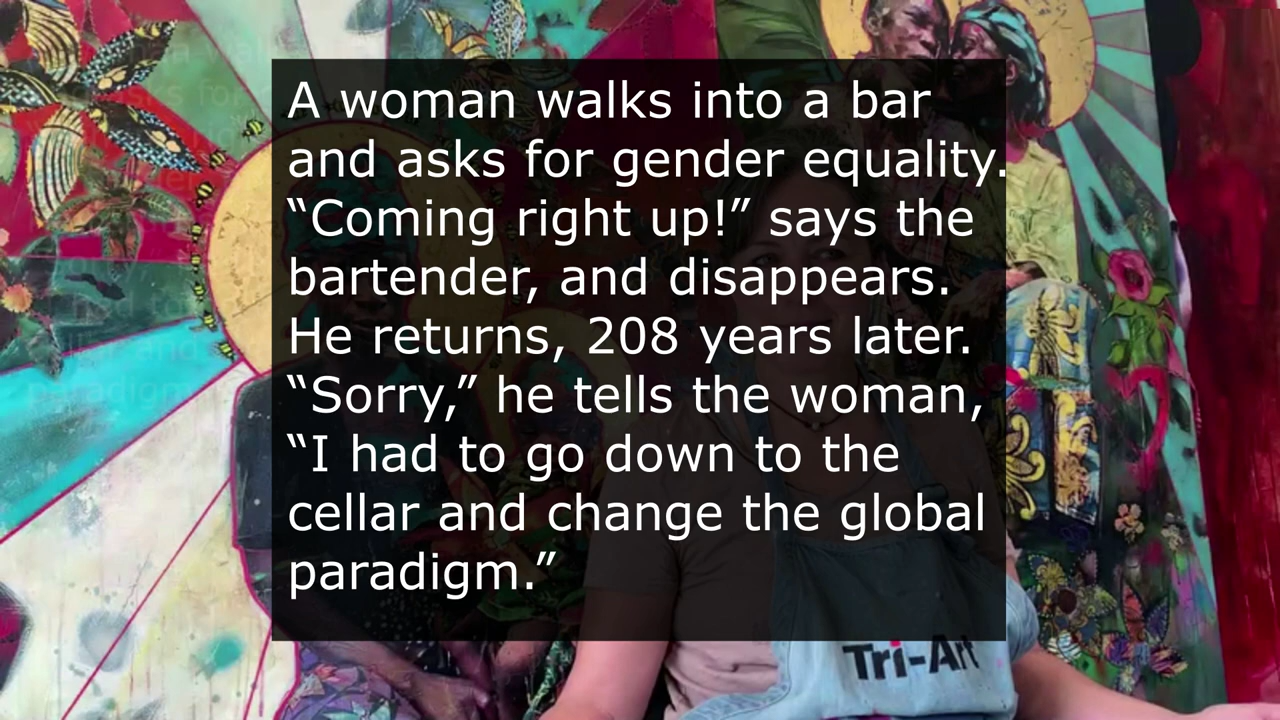 A woman walks into a bar
and asks for gender equality.
“Coming right up!” says the
bartender, and disappears.
He returns, 208 years later.
“Sorry,” he tells the woman,
“I had to go down to the
cellar and change the global
paradigm.”
Tri-Art